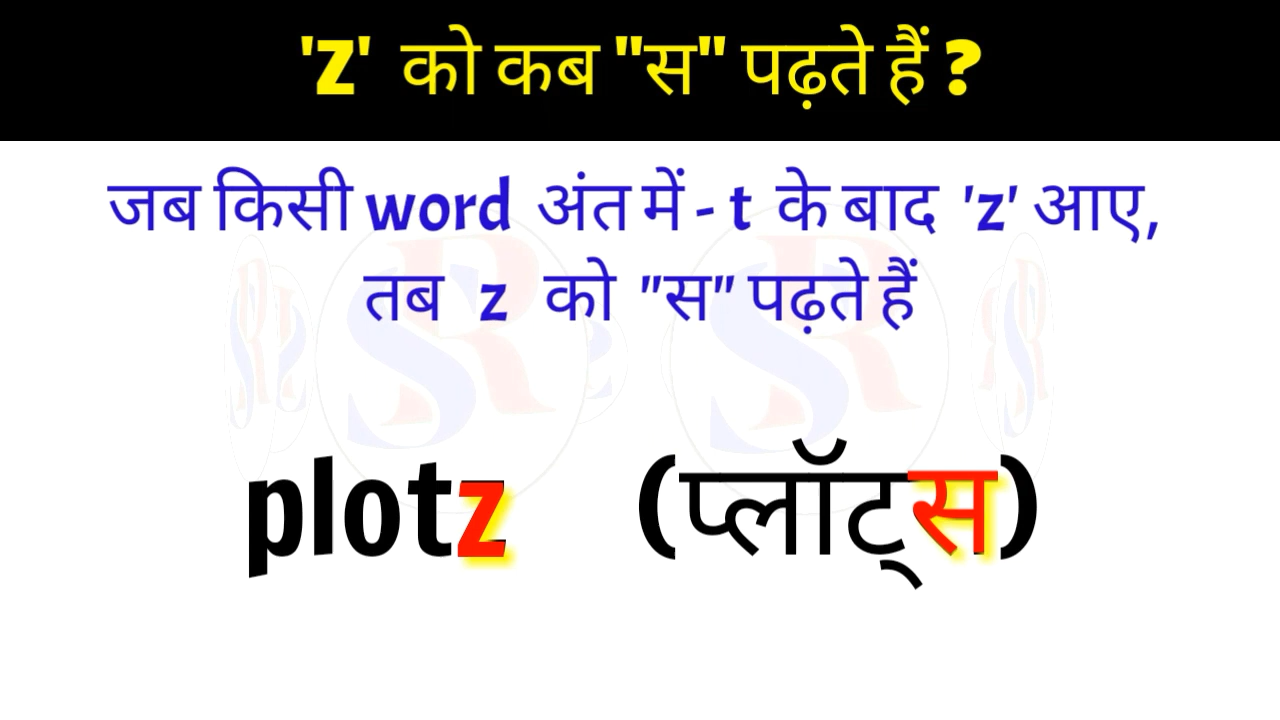 'Z' को कब "स" पढ़ते हैं ?
जब किसी word अंत में - t के बाद 'z' आए,
तब z को "स" पढ़ते हैं
plotz (प्लॉट्स)